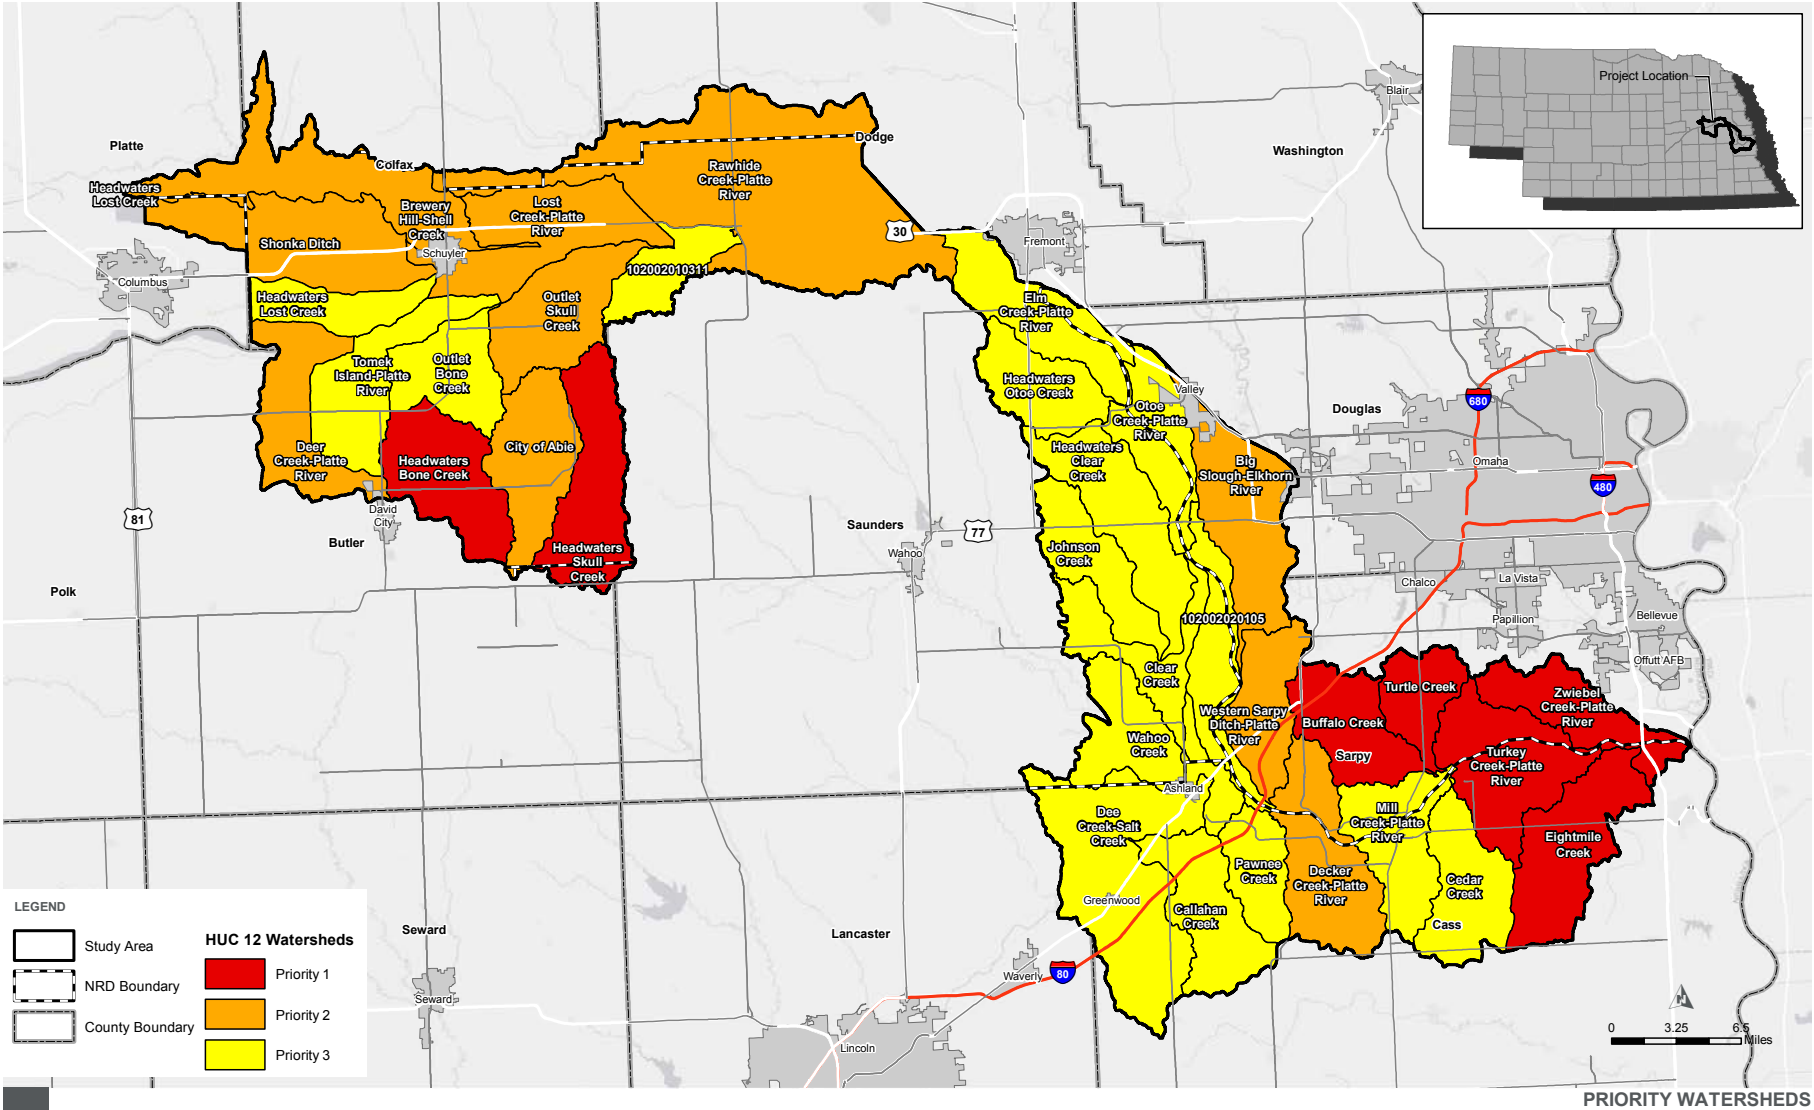 Project Location
Blair
Platte
Dodge
Washington
Colfax
Headwaters
Lost Creek
Rawhide
Creek-Platte
River
Brewery
Hill-Shell
Creek
Lost
Creek-Platte
River
Shonka Ditch
Schuyler
30
Fremont
Columbus
102002010311
Headwaters
Lost Creek
Outlet
Skull
Creek
Elm
Creek-Platte
River
Tomek
Island-Platte
River
Outlet
Bone
Creek
Headwaters
Otoe Creek
Valley
680
Otoe
Creek-Platte
River
Douglas
Deer
Creek-Platte
River
Headwaters
Bone Creek
City of Abie
Headwaters
Clear
Creek
Big
Slough-Elkhorn
River
Omaha
480
David
City
81
Saunders
77
Butler
Wahoo
Headwaters
Skull
Creek
Johnson
Creek
Polk
Chalco
La Vista
Papillion
Bellevue
102002020105
Offutt AFB
Clear
Creek
Turtle Creek
Zwiebel
Creek-Platte
River
Western Sarpy
Ditch-Platte
River
Buffalo Creek
Wahoo
Creek
Sarpy
Turkey
Creek-Platte
River
Ashland
Dee
Creek-Salt
Creek
Mill
Creek-Platte
River
Eightmile
Creek
Pawnee
Creek
Decker
Creek-Platte
River
Cedar
Creek
Greenwood
Callahan
Creek
Cass
Seward
Lancaster
Waverly
80
Seward
Lincoln
LEGEND
Study Area
NRD Boundary
County Boundary
HUC 12 Watersheds
Priority 1
Priority 2
Priority 3
N
0 3.25 6.5
Miles
PRIORITY WATERSHEDS